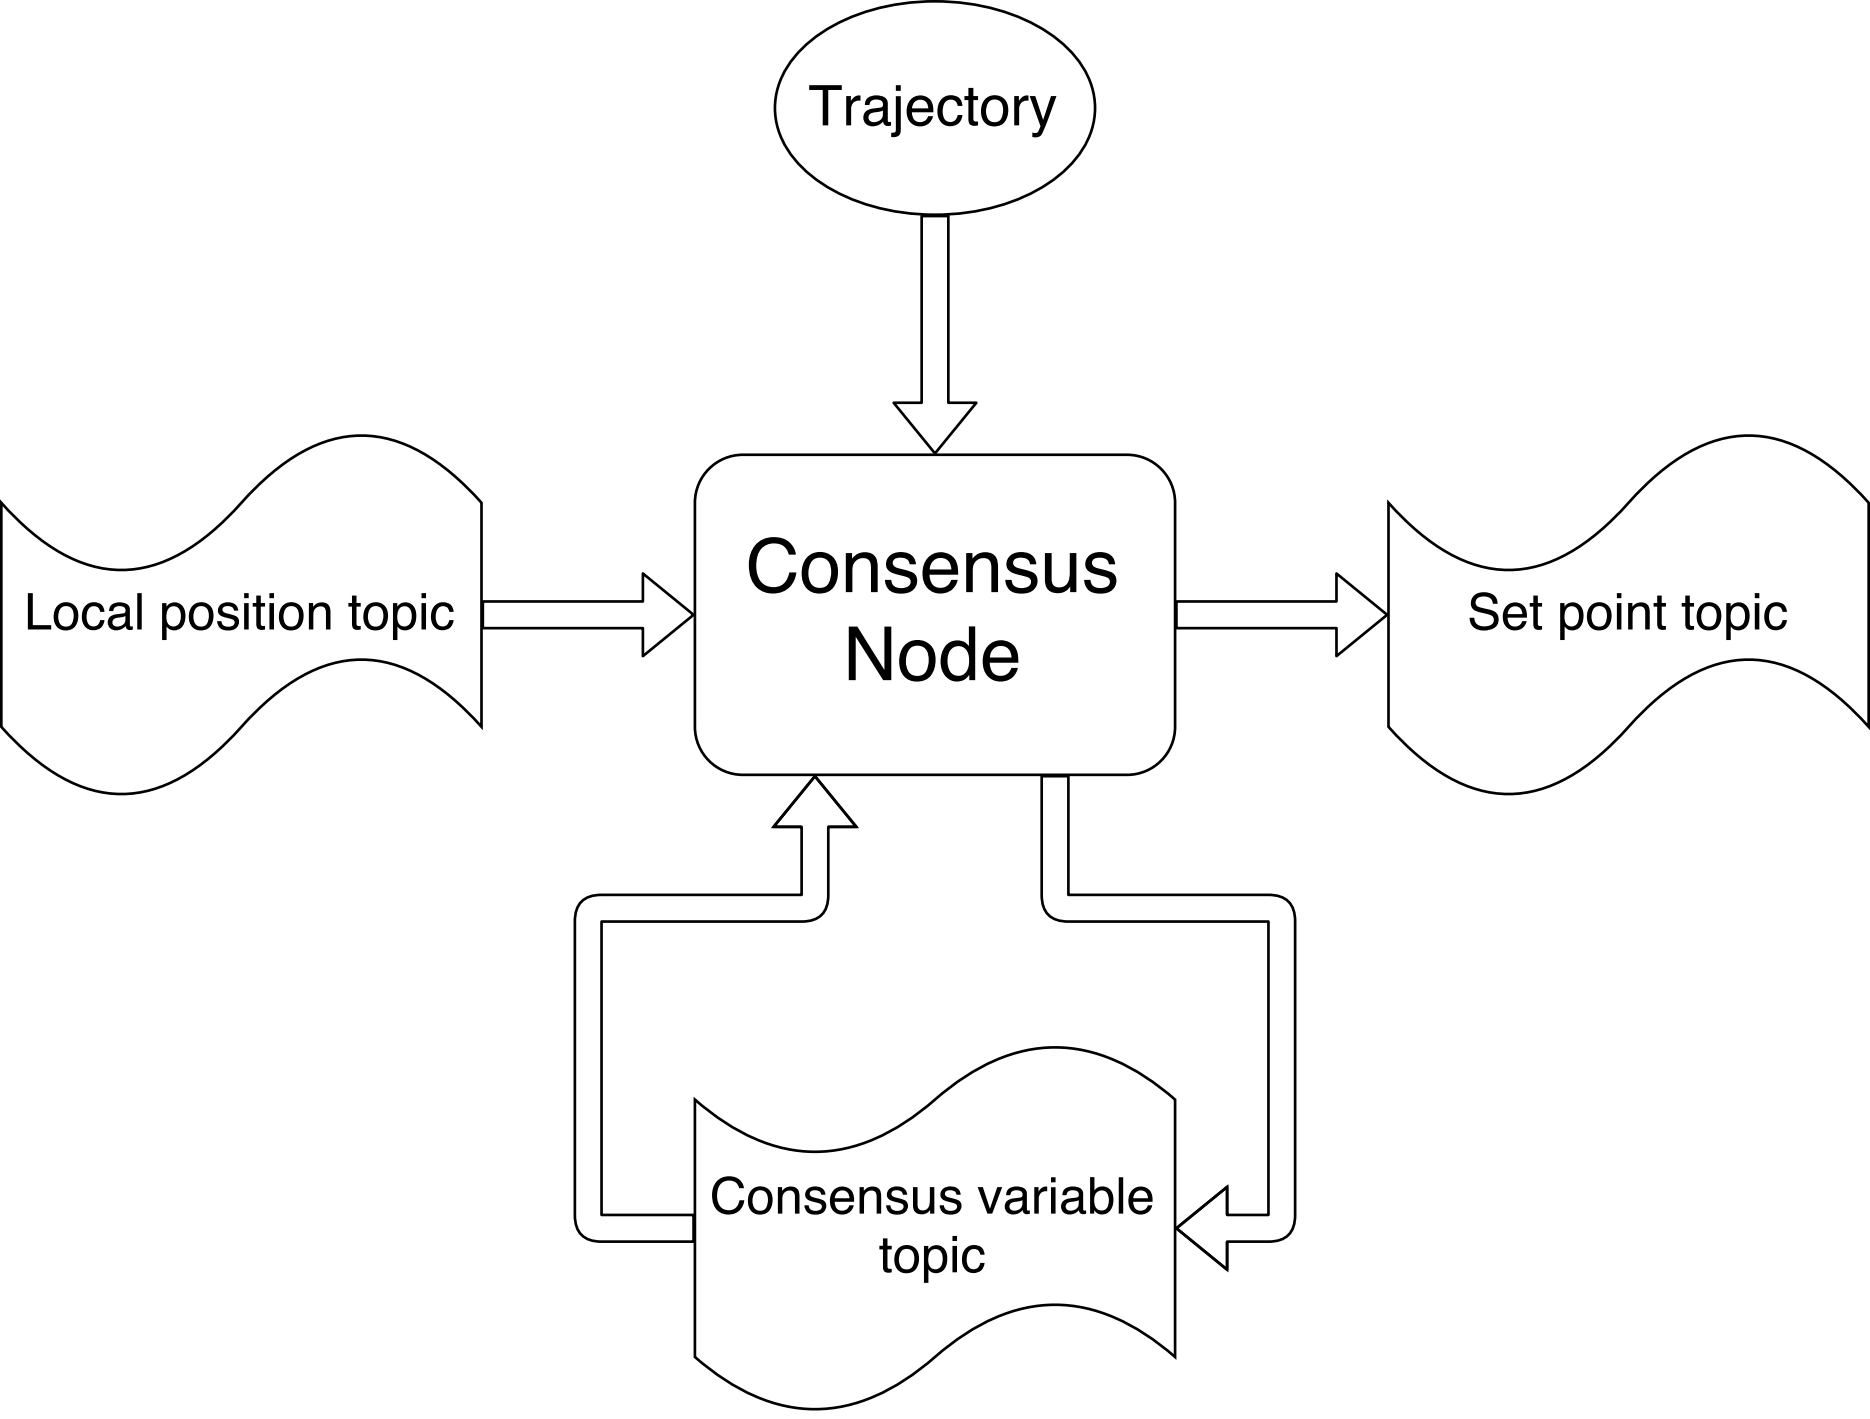 Trajectory
Local position topic
Consensus
Node
Set point topic
Consensus variable
topic